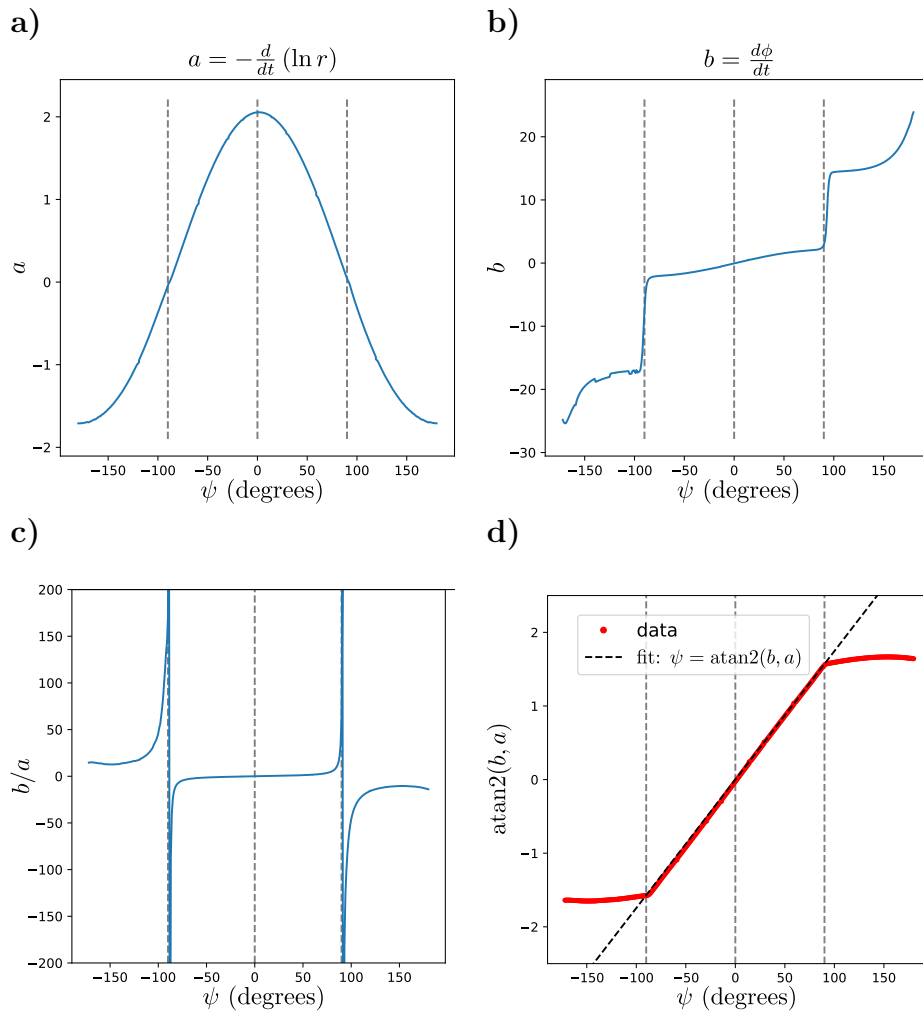 a)
a = −d/dt (ln r)
2
1
0
−1
−2
a
−150 −100 −50 0 50 100 150
ψ (degrees)
b)
b = dϕ/dt
20
10
0
−10
−20
−30
b
−150 −100 −50 0 50 100 150
ψ (degrees)
c)
200
150
100
50
0
−50
−100
−150
−200
b/a
−150 −100 −50 0 50 100 150
ψ (degrees)
d)
data
fit: ψ = atan2(b, a)
2
1
0
−1
−2
atan2(b, a)
−150 −100 −50 0 50 100 150
ψ (degrees)